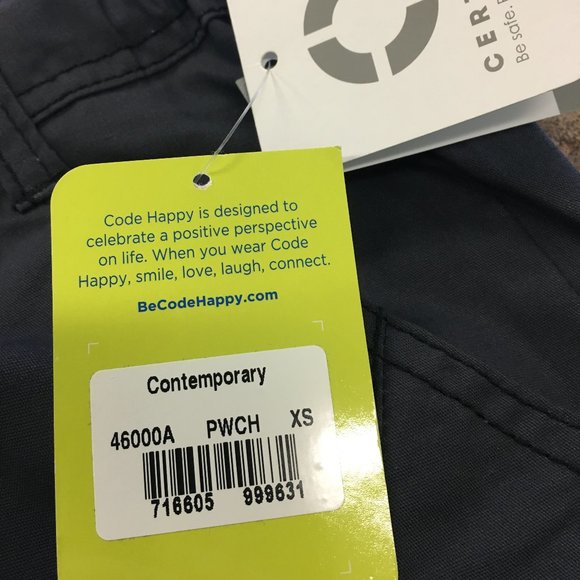 CERT
Be safe.
Code Happy is designed to
celebrate a positive perspective
on life. When you wear Code
Happy, smile, love, laugh, connect.
BeCodeHappy.com
Contemporary
46000A PWCH XS
716605 999631